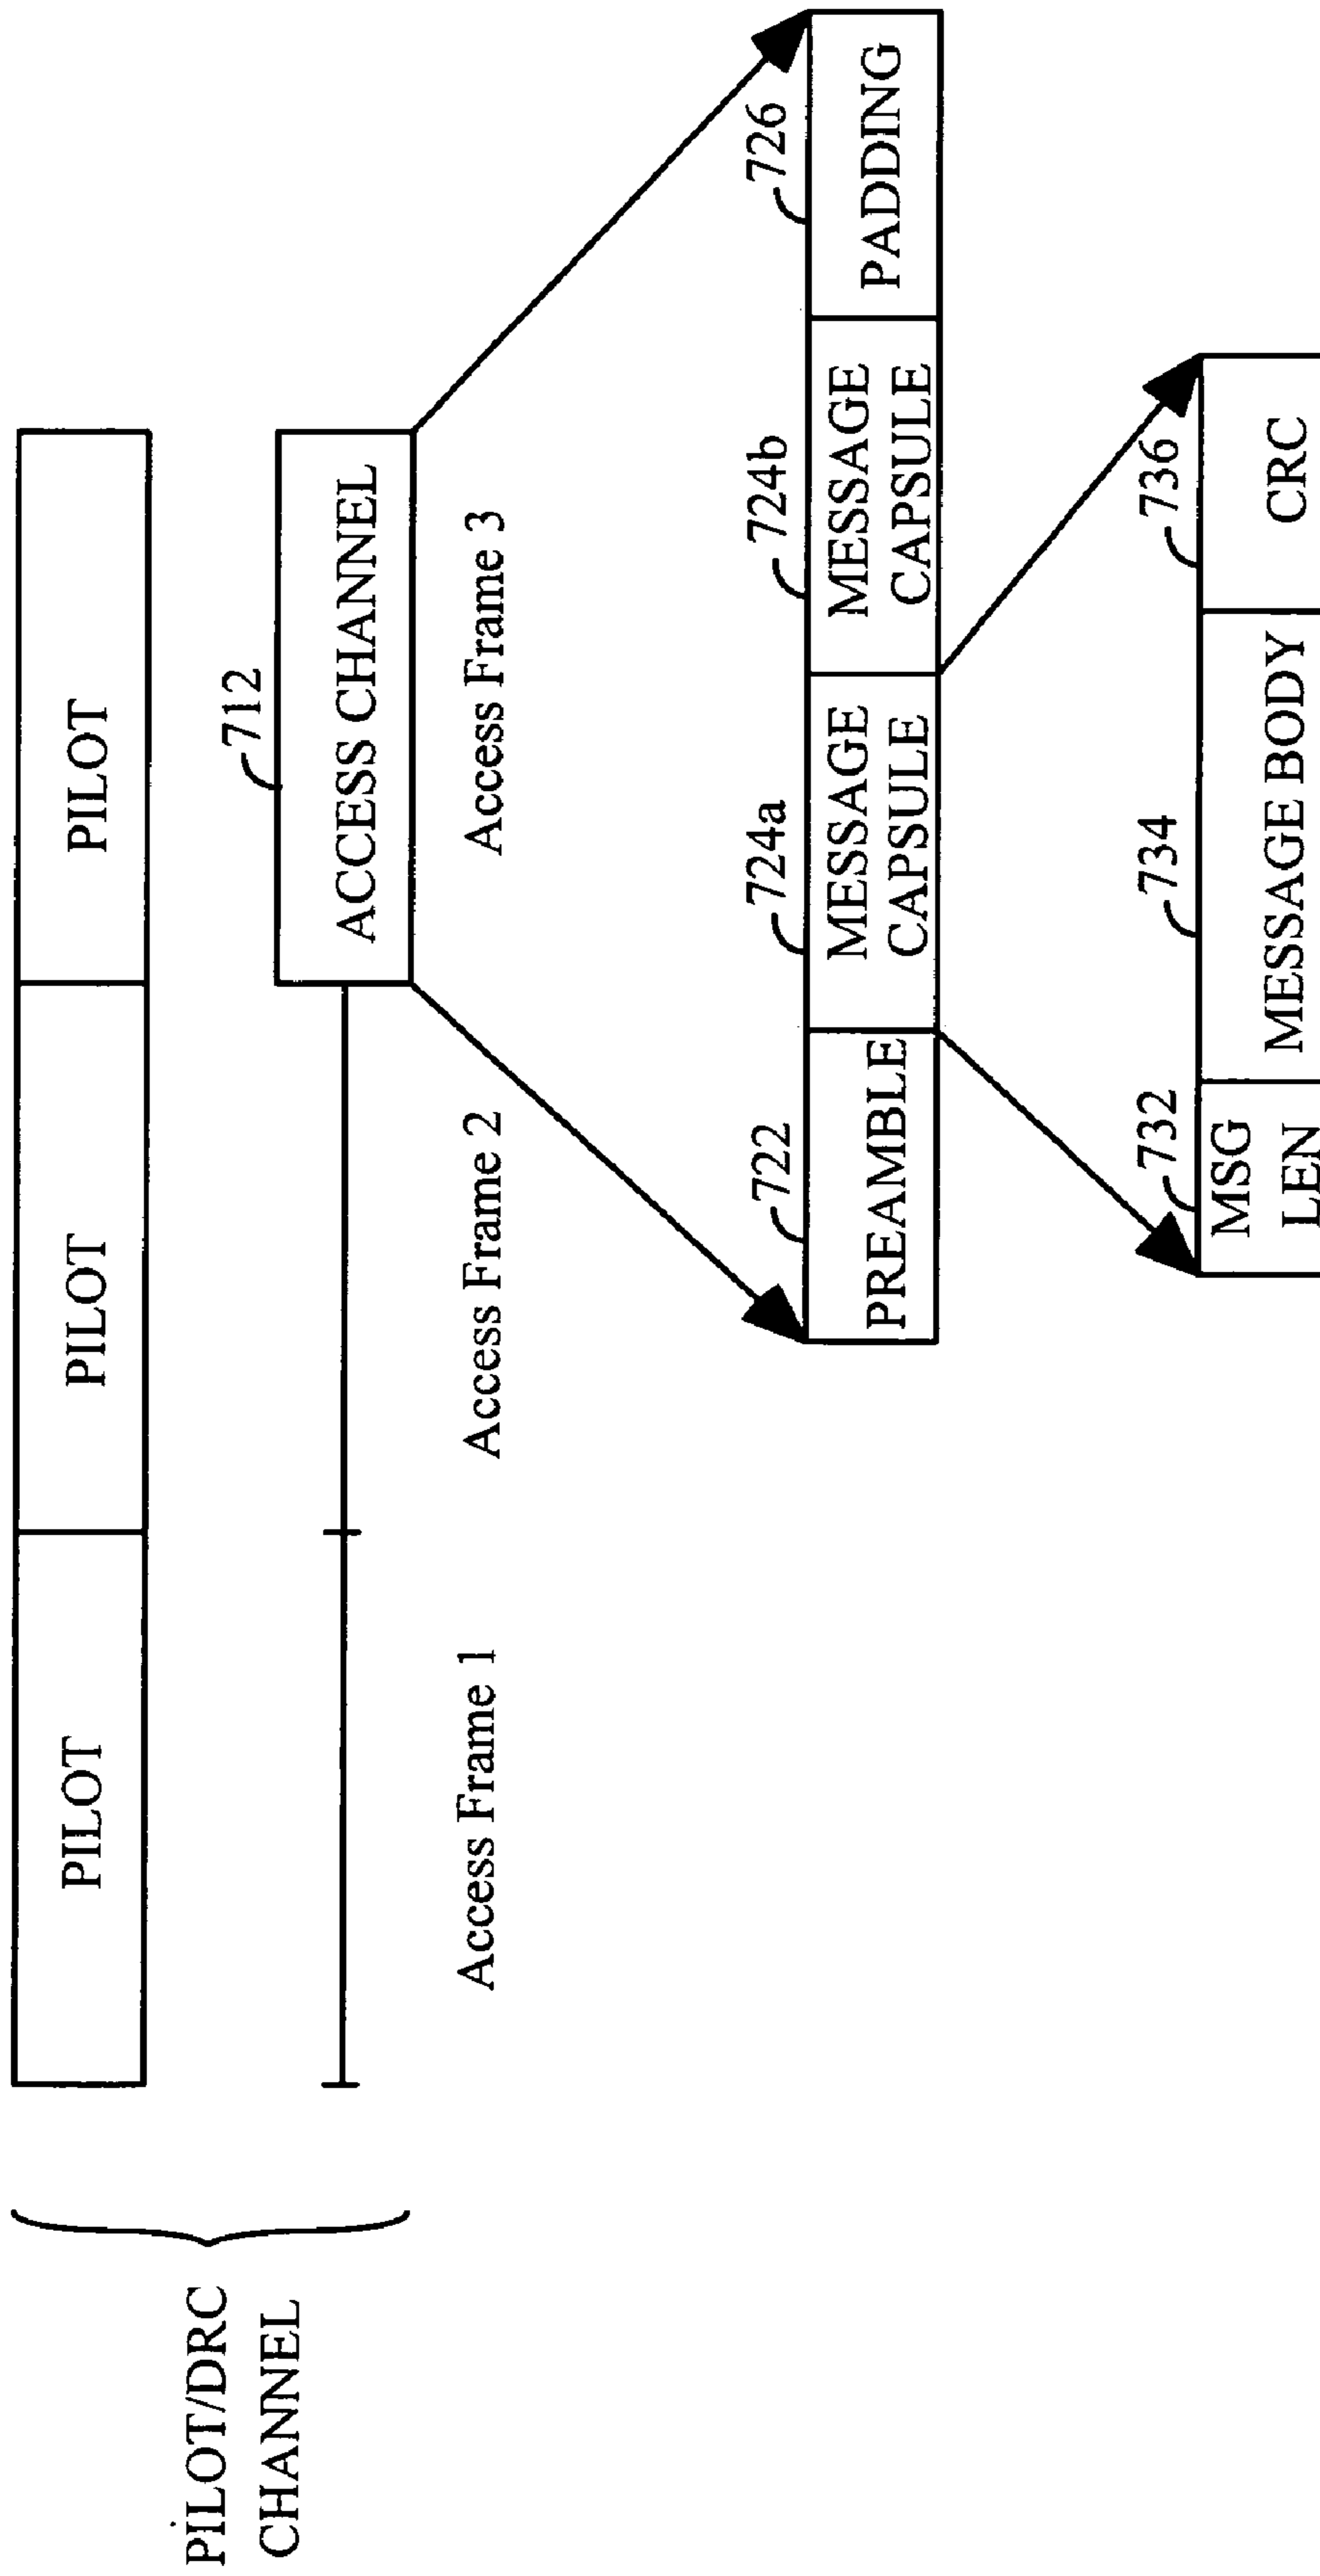 PILOT/DRC
CHANNEL
PILOT
PILOT
PILOT
712
ACCESS CHANNEL
Access Frame 1
Access Frame 2
Access Frame 3
722
724a
724b
726
PREAMBLE
MESSAGE
CAPSULE
MESSAGE
CAPSULE
PADDING
732
734
736
MSG
LEN
MESSAGE BODY
CRC